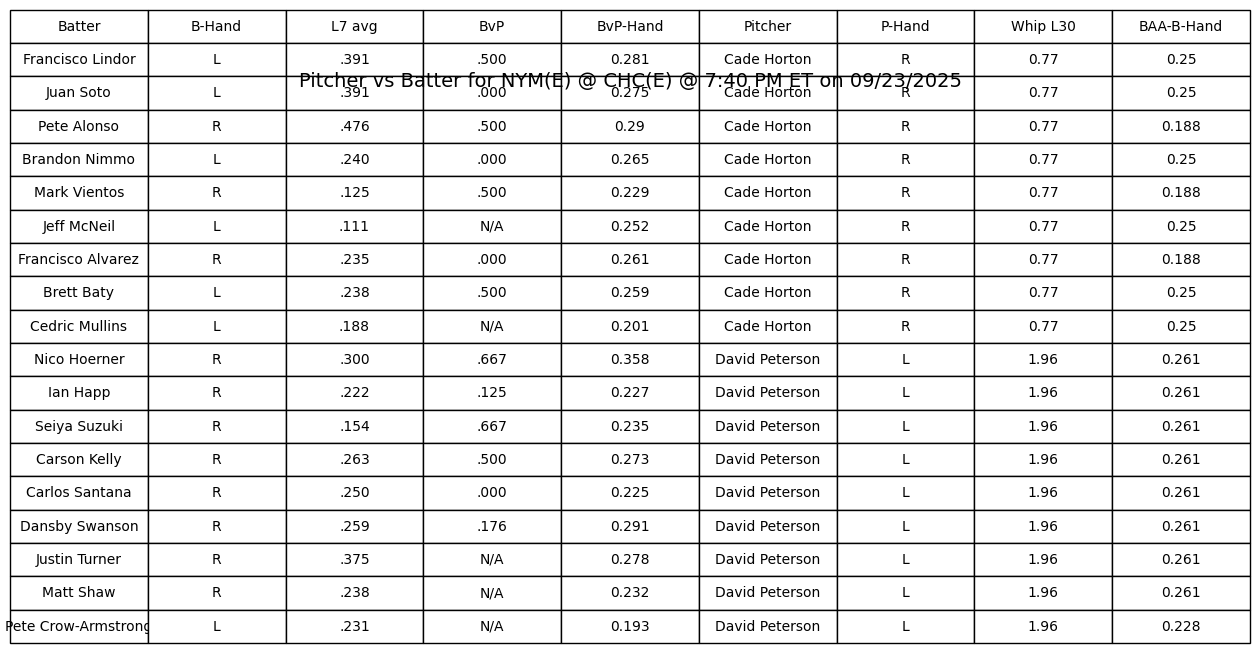 Batter B-Hand L7 avg BvP BvP-Hand Pitcher P-Hand Whip L30 BAA-B-Hand
Francisco Lindor L .391 .500 0.281 Cade Horton R 0.77 0.25
Pitcher vs Batter for NYM(E) @ CHC(E) @ 7:40 PM ET on 09/23/2025
Juan Soto L .391 .000 0.275 Cade Horton R 0.77 0.25
Pete Alonso R .476 .500 0.29 Cade Horton R 0.77 0.188
Brandon Nimmo L .240 .000 0.265 Cade Horton R 0.77 0.25
Mark Vientos R .125 .500 0.229 Cade Horton R 0.77 0.188
Jeff McNeil L .111 N/A 0.252 Cade Horton R 0.77 0.25
Francisco Alvarez R .235 .000 0.261 Cade Horton R 0.77 0.188
Brett Baty L .238 .500 0.259 Cade Horton R 0.77 0.25
Cedric Mullins L .188 N/A 0.201 Cade Horton R 0.77 0.25
Nico Hoerner R .300 .667 0.358 David Peterson L 1.96 0.261
Ian Happ R .222 .125 0.227 David Peterson L 1.96 0.261
Seiya Suzuki R .154 .667 0.235 David Peterson L 1.96 0.261
Carson Kelly R .263 .500 0.273 David Peterson L 1.96 0.261
Carlos Santana R .250 .000 0.225 David Peterson L 1.96 0.261
Dansby Swanson R .259 .176 0.291 David Peterson L 1.96 0.261
Justin Turner R .375 N/A 0.278 David Peterson L 1.96 0.261
Matt Shaw R .238 N/A 0.232 David Peterson L 1.96 0.261
Pete Crow-Armstrong L .231 N/A 0.193 David Peterson L 1.96 0.228